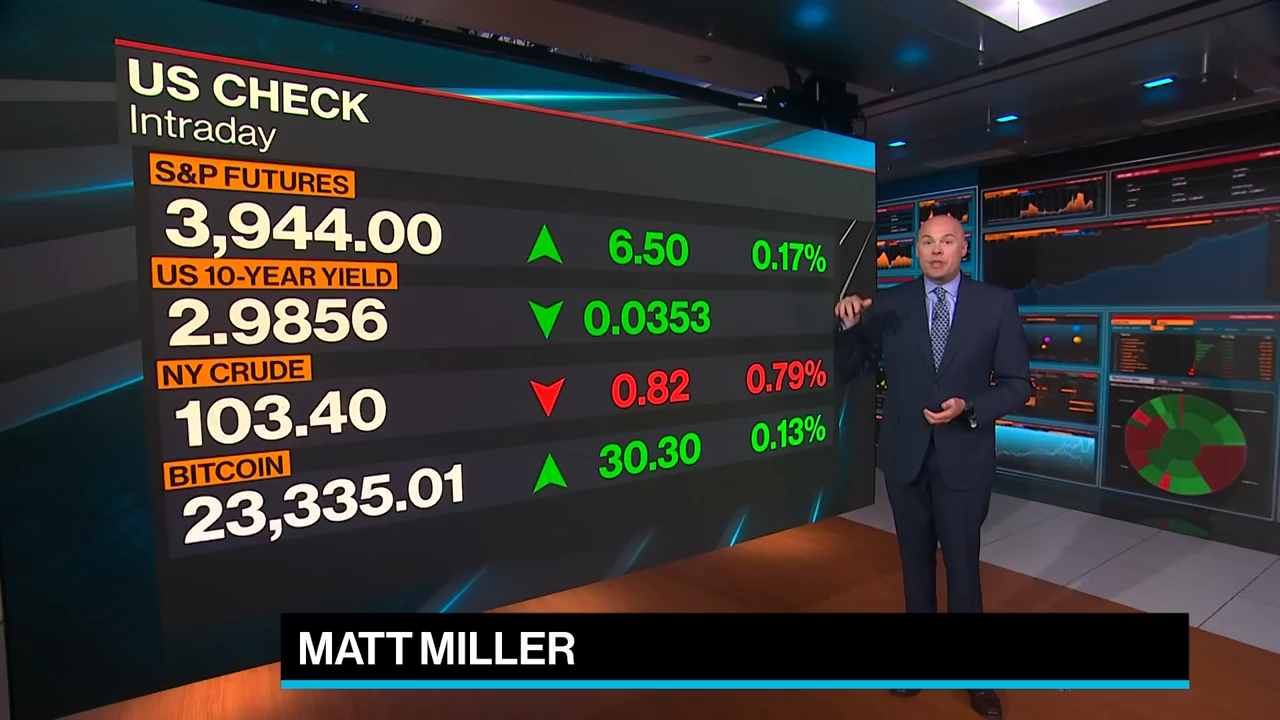 US CHECK
Intraday
S&P FUTURES
3,944.00 6.50 0.17%
US 10-YEAR YIELD
2.9856 0.0353
NY CRUDE
103.40 0.82 0.79%
BITCOIN
23,335.01 30.30 0.13%
MATT MILLER